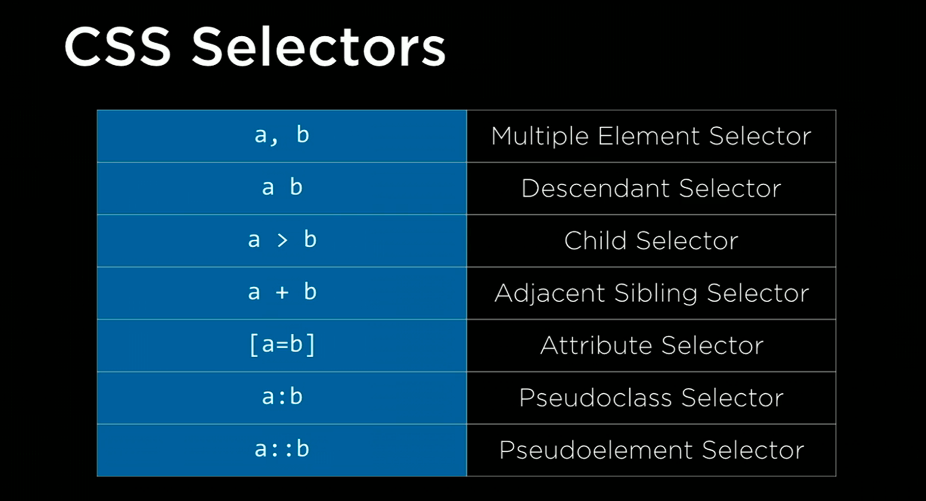 CSS Selectors
a, b Multiple Element Selector
a b Descendant Selector
a > b Child Selector
a + b Adjacent Sibling Selector
[a=b] Attribute Selector
a:b Pseudoclass Selector
a::b Pseudoelement Selector